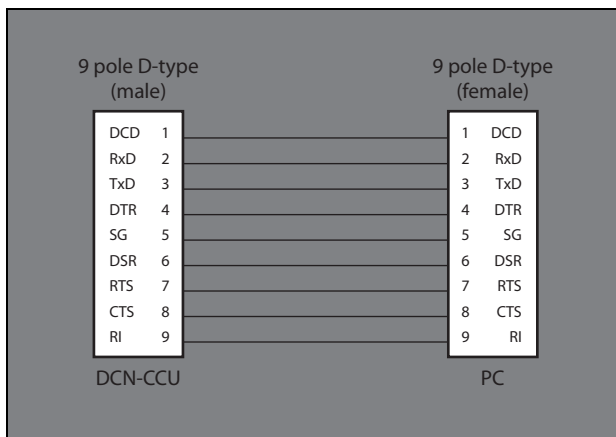 9 pole D-type (male)
9 pole D-type (female)
DCD 1 1 DCD
RxD 2 2 RxD
TxD 3 3 TxD
DTR 4 4 DTR
SG 5 5 SG
DSR 6 6 DSR
RTS 7 7 RTS
CTS 8 8 CTS
RI 9 9 RI
DCN-CCU PC